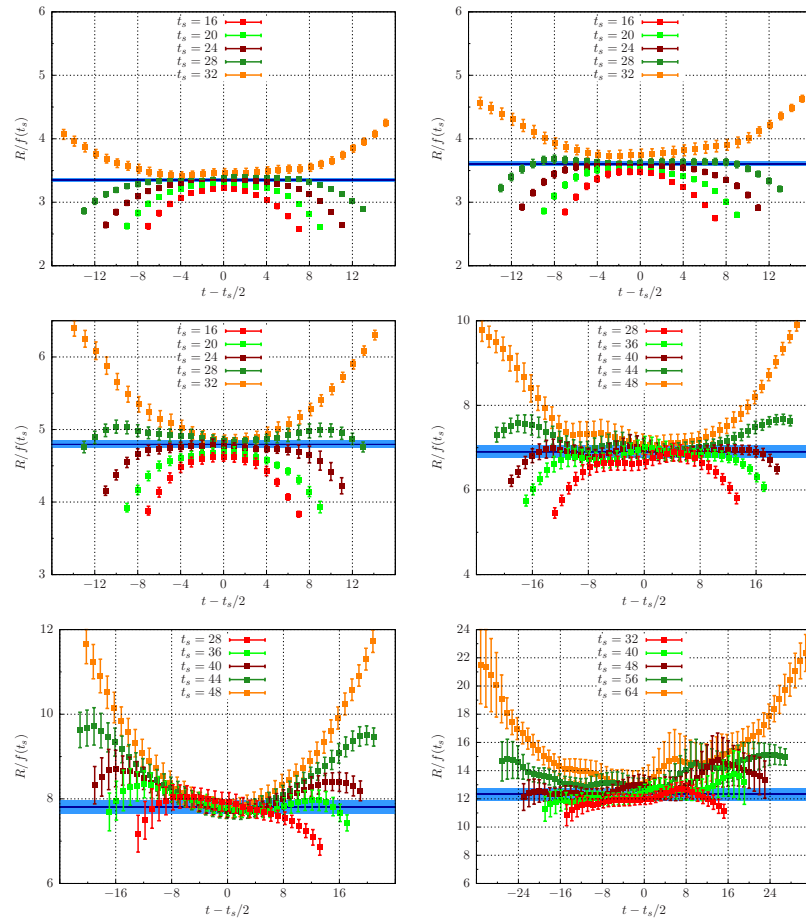 6
5
4
3
2
−12 −8 −4 0 4 8 12
R/f(t_s)
t − t_s/2
t_s = 16
t_s = 20
t_s = 24
t_s = 28
t_s = 32
6
5
4
3
2
−12 −8 −4 0 4 8 12
R/f(t_s)
t − t_s/2
t_s = 16
t_s = 20
t_s = 24
t_s = 28
t_s = 32
6
5
4
3
−12 −8 −4 0 4 8 12
R/f(t_s)
t − t_s/2
t_s = 16
t_s = 20
t_s = 24
t_s = 28
t_s = 32
10
8
6
4
−16 −8 0 8 16
R/f(t_s)
t − t_s/2
t_s = 28
t_s = 36
t_s = 40
t_s = 44
t_s = 48
12
10
8
6
−16 −8 0 8 16
R/f(t_s)
t − t_s/2
t_s = 28
t_s = 36
t_s = 40
t_s = 44
t_s = 48
24
22
20
18
16
14
12
10
8
6
−24 −16 −8 0 8 16 24
R/f(t_s)
t − t_s/2
t_s = 32
t_s = 40
t_s = 48
t_s = 56
t_s = 64